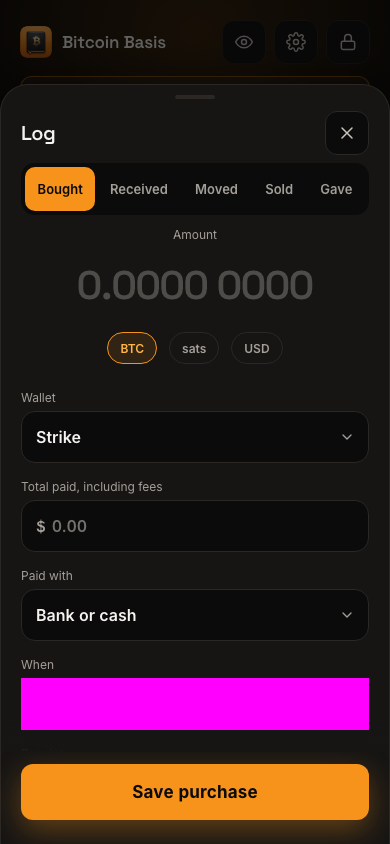 Bitcoin Basis
Log
Bought Received Moved Sold Gave
Amount
0.0000 0000
BTC sats USD
Wallet
Strike
Total paid, including fees
$ 0.00
Paid with
Bank or cash
When
Save purchase